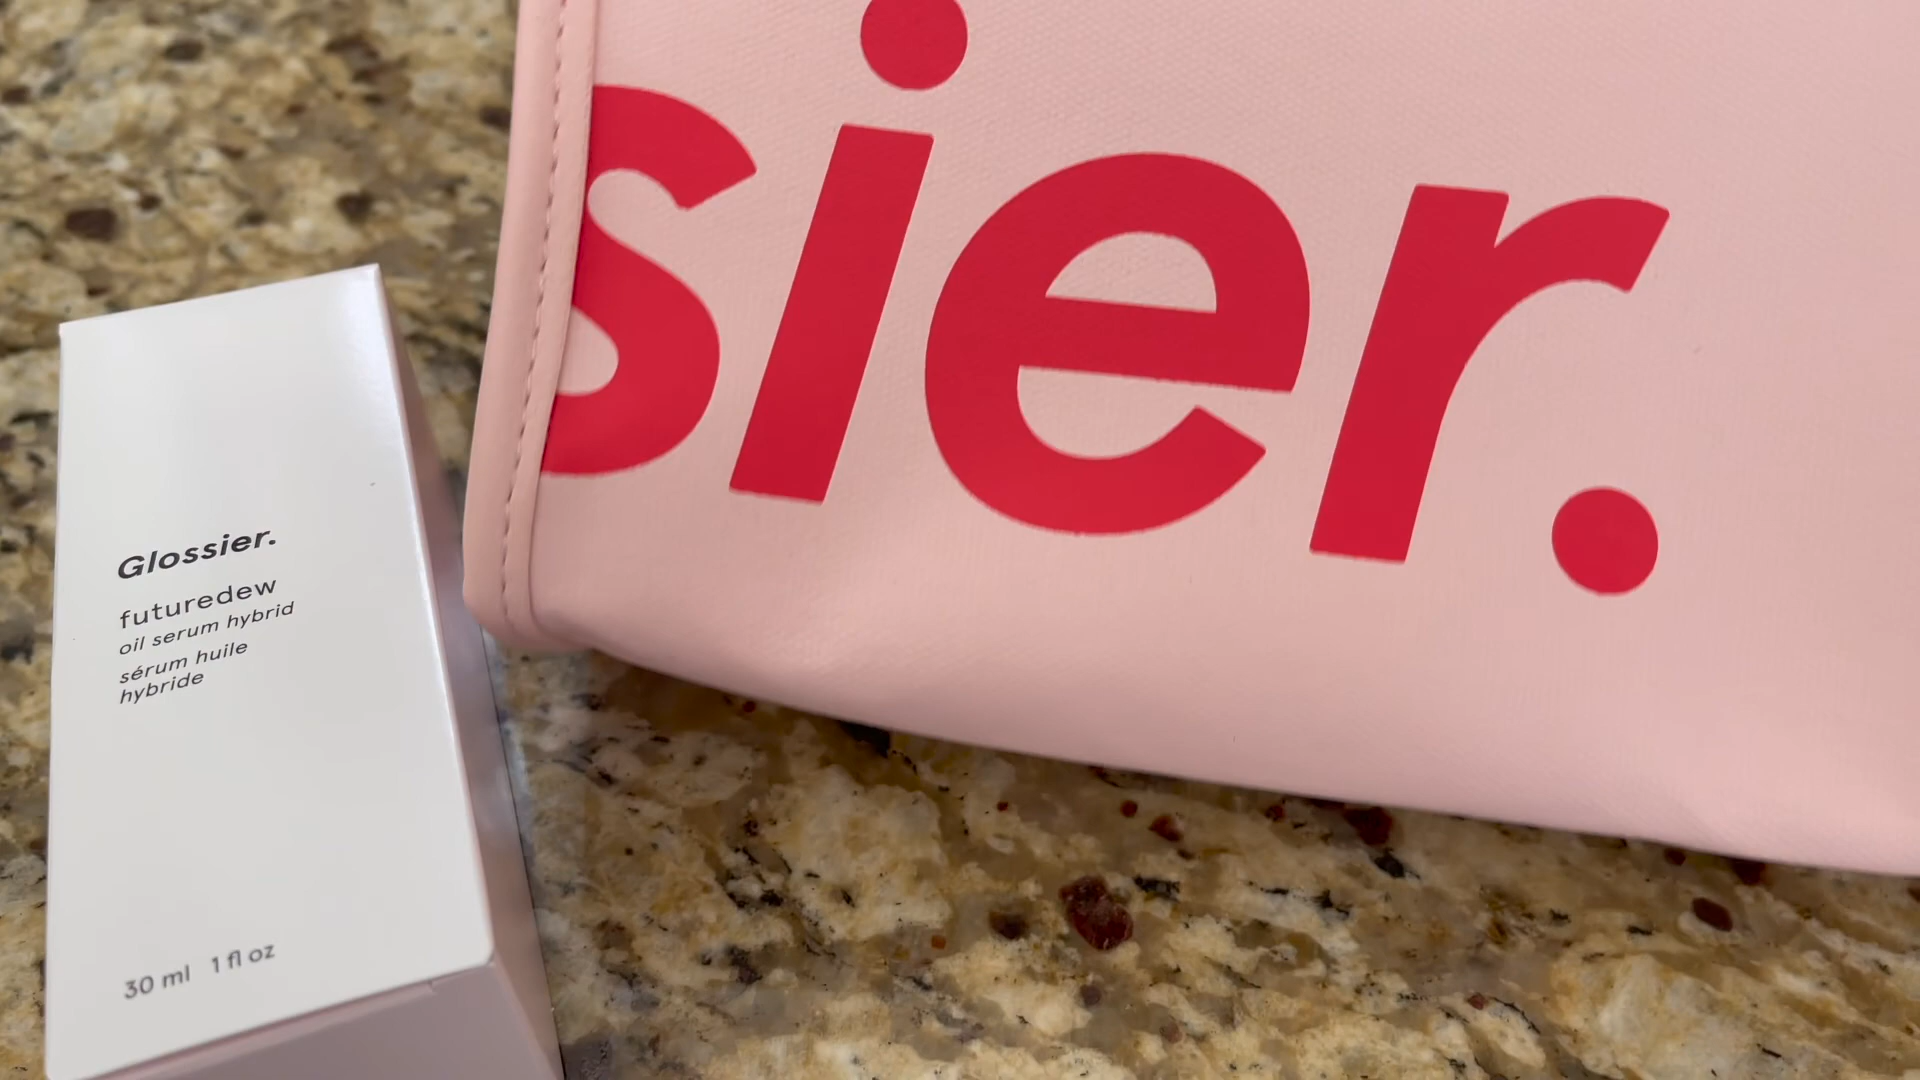 sier.
Glossier.
futuredew
oil serum hybrid
sérum huile
hybride
30 ml 1 fl oz